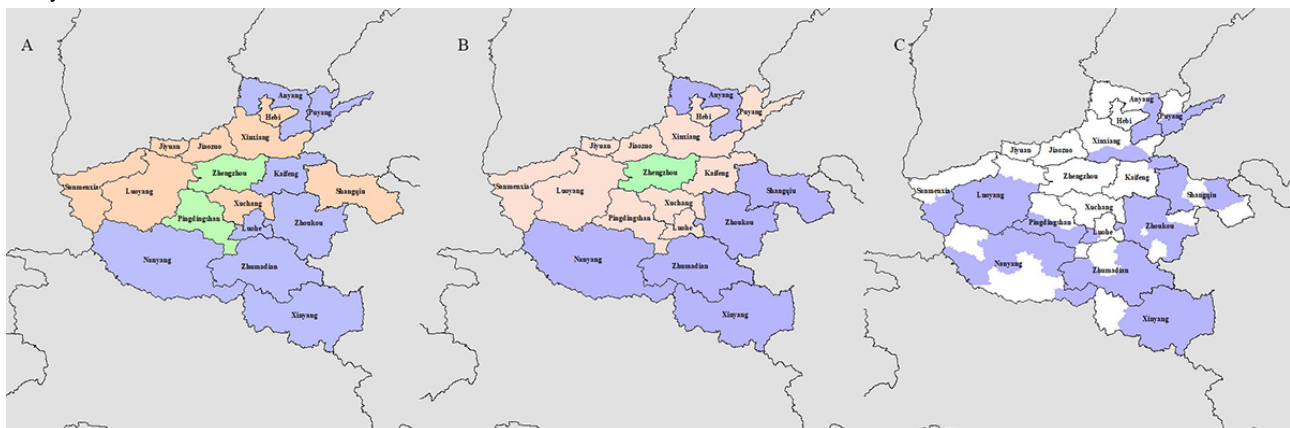 A
Anyang
Puyang
Hebi
Xinxiang
Jiyuan
Jiaozuo
Zhengzhou
Kaifeng
Sanmenxia
Luoyang
Shangqiu
Xuchang
Pingdingshan
Luohe
Zhoukou
Nanyang
Zhumadian
Xinyang
B
Anyang
Puyang
Hebi
Xinxiang
Jiyuan
Jiaozuo
Zhengzhou
Kaifeng
Sanmenxia
Luoyang
Shangqiu
Xuchang
Pingdingshan
Luohe
Zhoukou
Nanyang
Zhumadian
Xinyang
C
Anyang
Puyang
Hebi
Xinxiang
Jiyuan
Jiaozuo
Zhengzhou
Kaifeng
Sanmenxia
Luoyang
Shangqiu
Xuchang
Pingdingshan
Luohe
Zhoukou
Nanyang
Zhumadian
Xinyang